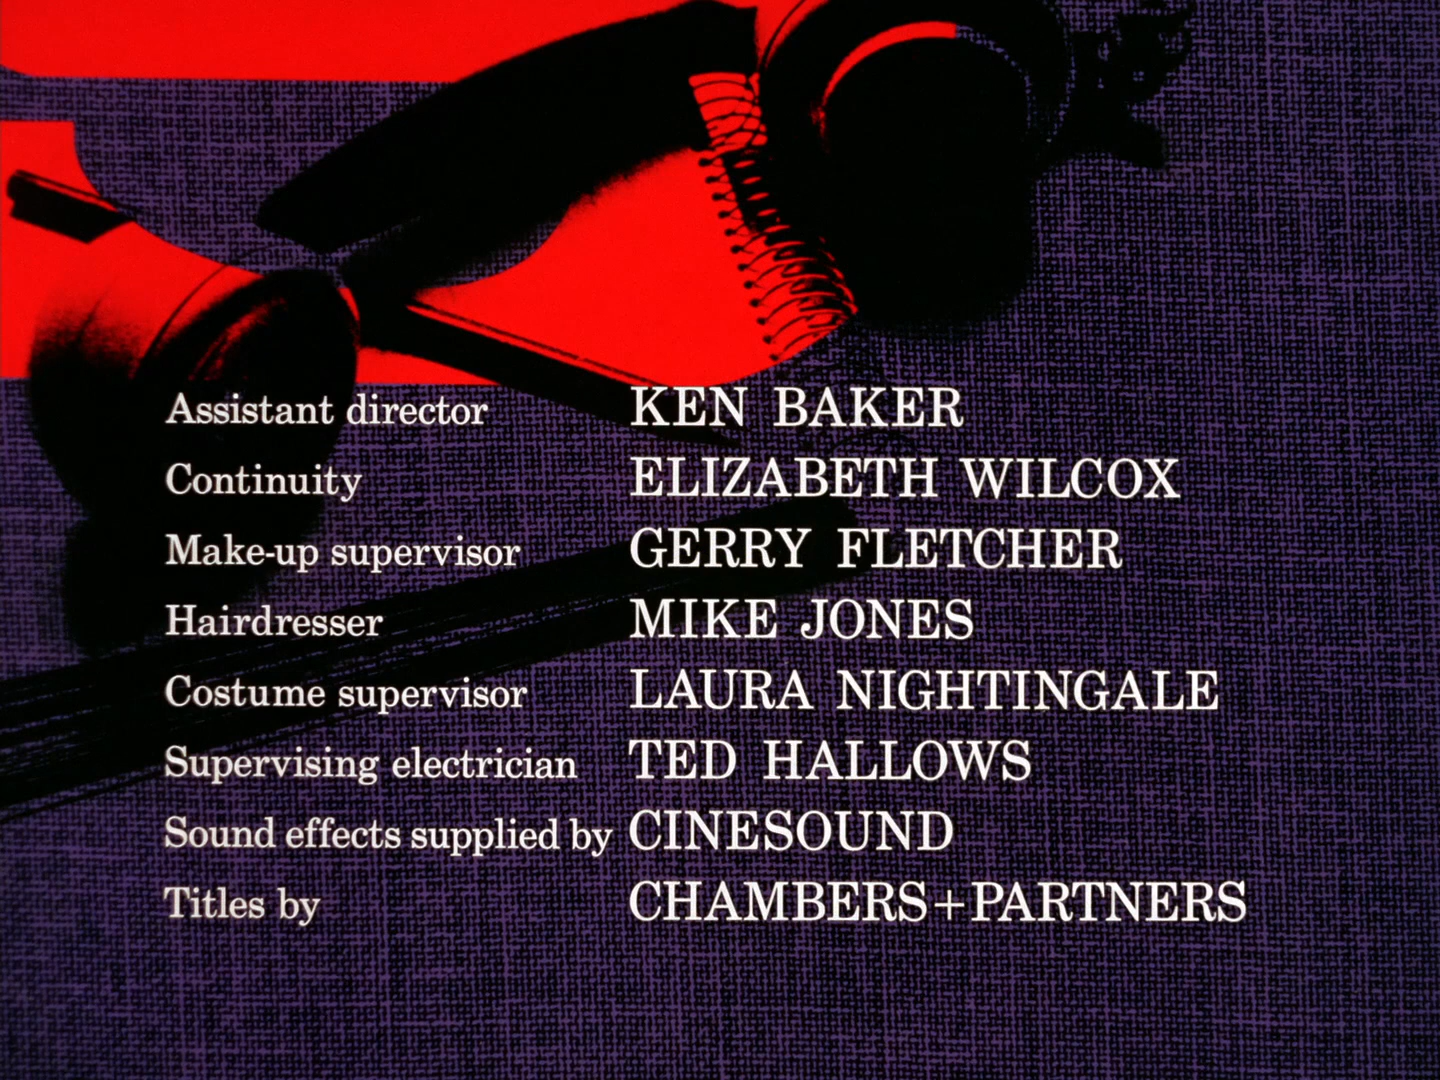 Assistant director KEN BAKER
Continuity ELIZABETH WILCOX
Make-up supervisor GERRY FLETCHER
Hairdresser MIKE JONES
Costume supervisor LAURA NIGHTINGALE
Supervising electrician TED HALLOWS
Sound effects supplied by CINESOUND
Titles by CHAMBERS+PARTNERS